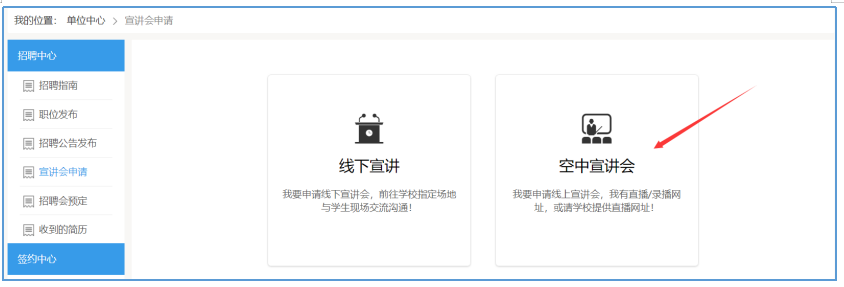 我的位置： 单位中心 > 宣讲会申请
招聘中心
招聘指南
职位发布
招聘公告发布
宣讲会申请
招聘会预定
收到的简历
签约中心
线下宣讲
我要申请线下宣讲会，前往学校指定场地
与学生现场交流沟通！
空中宣讲会
我要申请线上宣讲会，我有直播/录播网
址，或请学校提供直播网址！